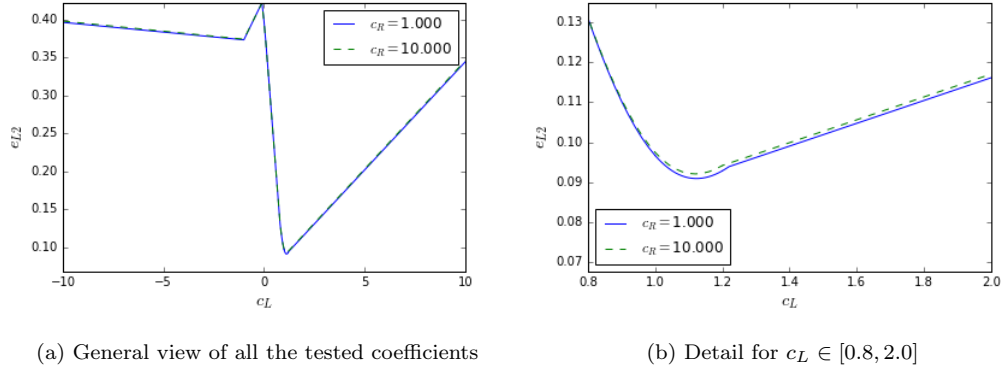 0.40
0.35
0.30
0.25
0.20
0.15
0.10
e_{L2}
−10
−5
0
5
10
c_L
c_R = 1.000
c_R = 10.000
(a) General view of all the tested coefficients
0.13
0.12
0.11
0.10
0.09
0.08
0.07
e_{L2}
0.8
1.0
1.2
1.4
1.6
1.8
2.0
c_L
c_R = 1.000
c_R = 10.000
(b) Detail for c_L ∈ [0.8, 2.0]